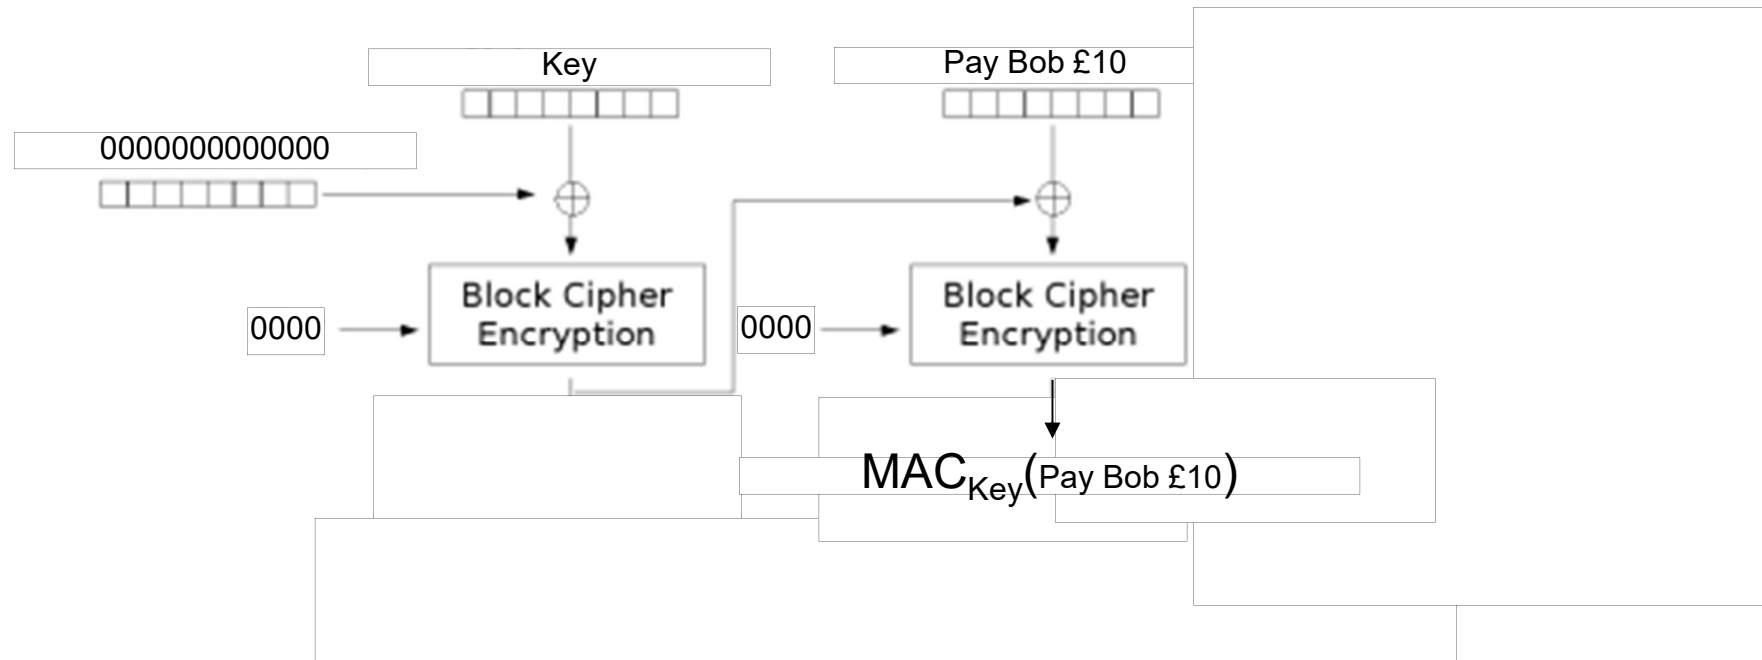 Key
Pay Bob £10
0000000000000
Block Cipher
Encryption
0000
Block Cipher
Encryption
0000
MACKey(Pay Bob £10)